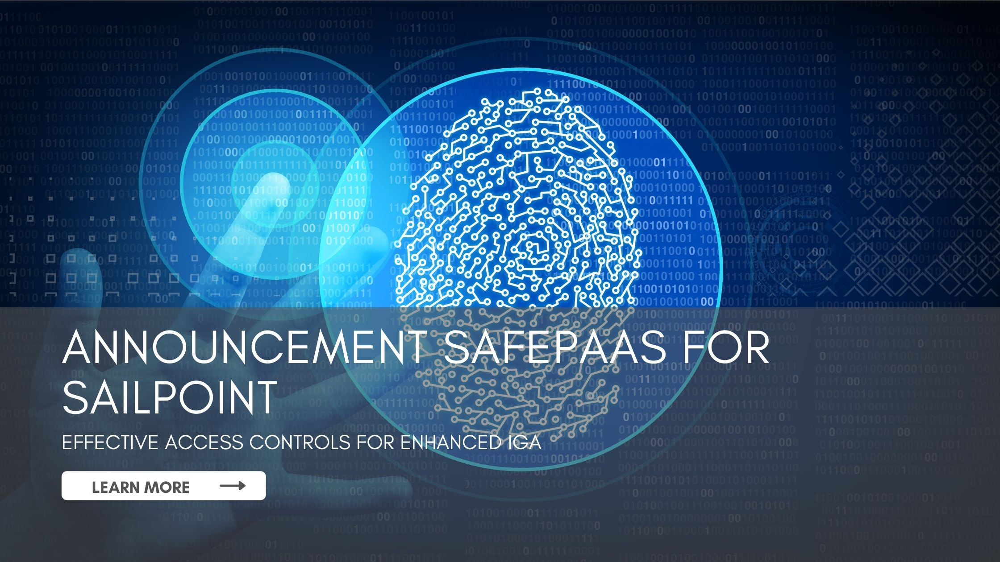 ANNOUNCEMENT SAFEPAAS FOR
SAILPOINT
EFFECTIVE ACCESS CONTROLS FOR ENHANCED IGA
LEARN MORE